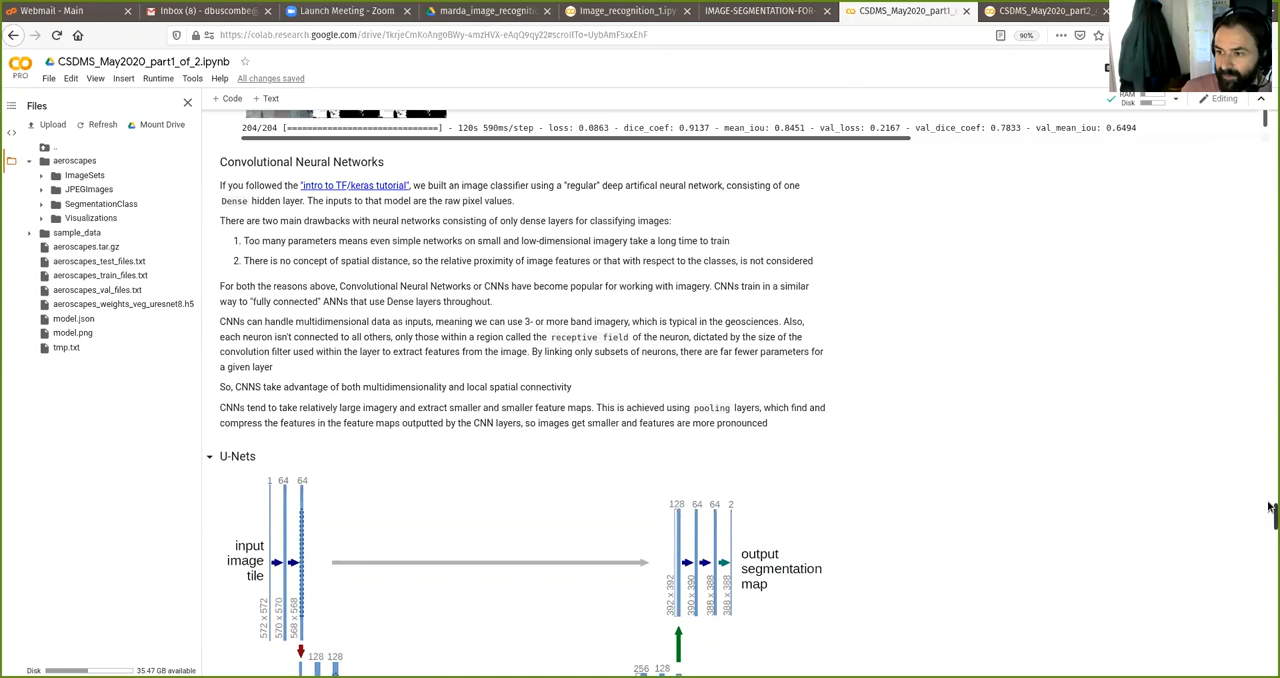 Webmail - Main
Inbox (4) - dbuscombe@
Launch Meeting - Zoom
marda_image_recognitic
Image_recognition_1.ipy
IMAGE-SEGMENTATION-FOR-
CSDMS_May2020_part1_
CSDMS_May2020_part2_
90%
CSDMS_May2020_part1_of_2.ipynb
PRO
File Edit View Insert Runtime Tools Help All changes saved
Files
+ Code + Text
RAM
Disk
Editing
Upload Refresh Mount Drive
..
aeroscapes
ImageSets
JPEGImages
SegmentationClass
Visualizations
sample_data
aeroscapes.tar.gz
aeroscapes_test_files.txt
aeroscapes_train_files.txt
aeroscapes_val_files.txt
aeroscapes_weights_veg_uresnet8.h5
model.json
model.png
tmp.txt
Disk
35.47 GB available
204/204 [==============================] - 120s 590ms/step - loss: 0.0863 - dice_coef: 0.9137 - mean_iou: 0.8451 - val_loss: 0.2167 - val_dice_coef: 0.7833 - val_mean_iou: 0.6494
Convolutional Neural Networks
If you followed the "intro to TF/keras tutorial", we built an image classifier using a "regular" deep artifical neural network, consisting of one
Dense hidden layer. The inputs to that model are the raw pixel values.
There are two main drawbacks with neural networks consisting of only dense layers for classifying images:
1. Too many parameters means even simple networks on small and low-dimensional imagery take a long time to train
2. There is no concept of spatial distance, so the relative proximity of image features or that with respect to the classes, is not considered
For both the reasons above, Convolutional Neural Networks or CNNs have become popular for working with imagery. CNNs train in a similar
way to "fully connected" ANNs that use Dense layers throughout.
CNNs can handle multidimensional data as inputs, meaning we can use 3- or more band imagery, which is typical in the geosciences. Also,
each neuron isn't connected to all others, only those within a region called the receptive field of the neuron, dictated by the size of the
convolution filter used within the layer to extract features from the image. By linking only subsets of neurons, there are far fewer parameters for
a given layer
So, CNNS take advantage of both multidimensionality and local spatial connectivity
CNNs tend to take relatively large imagery and extract smaller and smaller feature maps. This is achieved using pooling layers, which find and
compress the features in the feature maps outputted by the CNN layers, so images get smaller and features are more pronounced
U-Nets
1 64 64
128 64 64 2
input
image
tile
output
segmentation
map
572 x 572
570 x 570
568 x 568
392 x 392
390 x 390
388 x 388
388 x 388
128 128
256 128